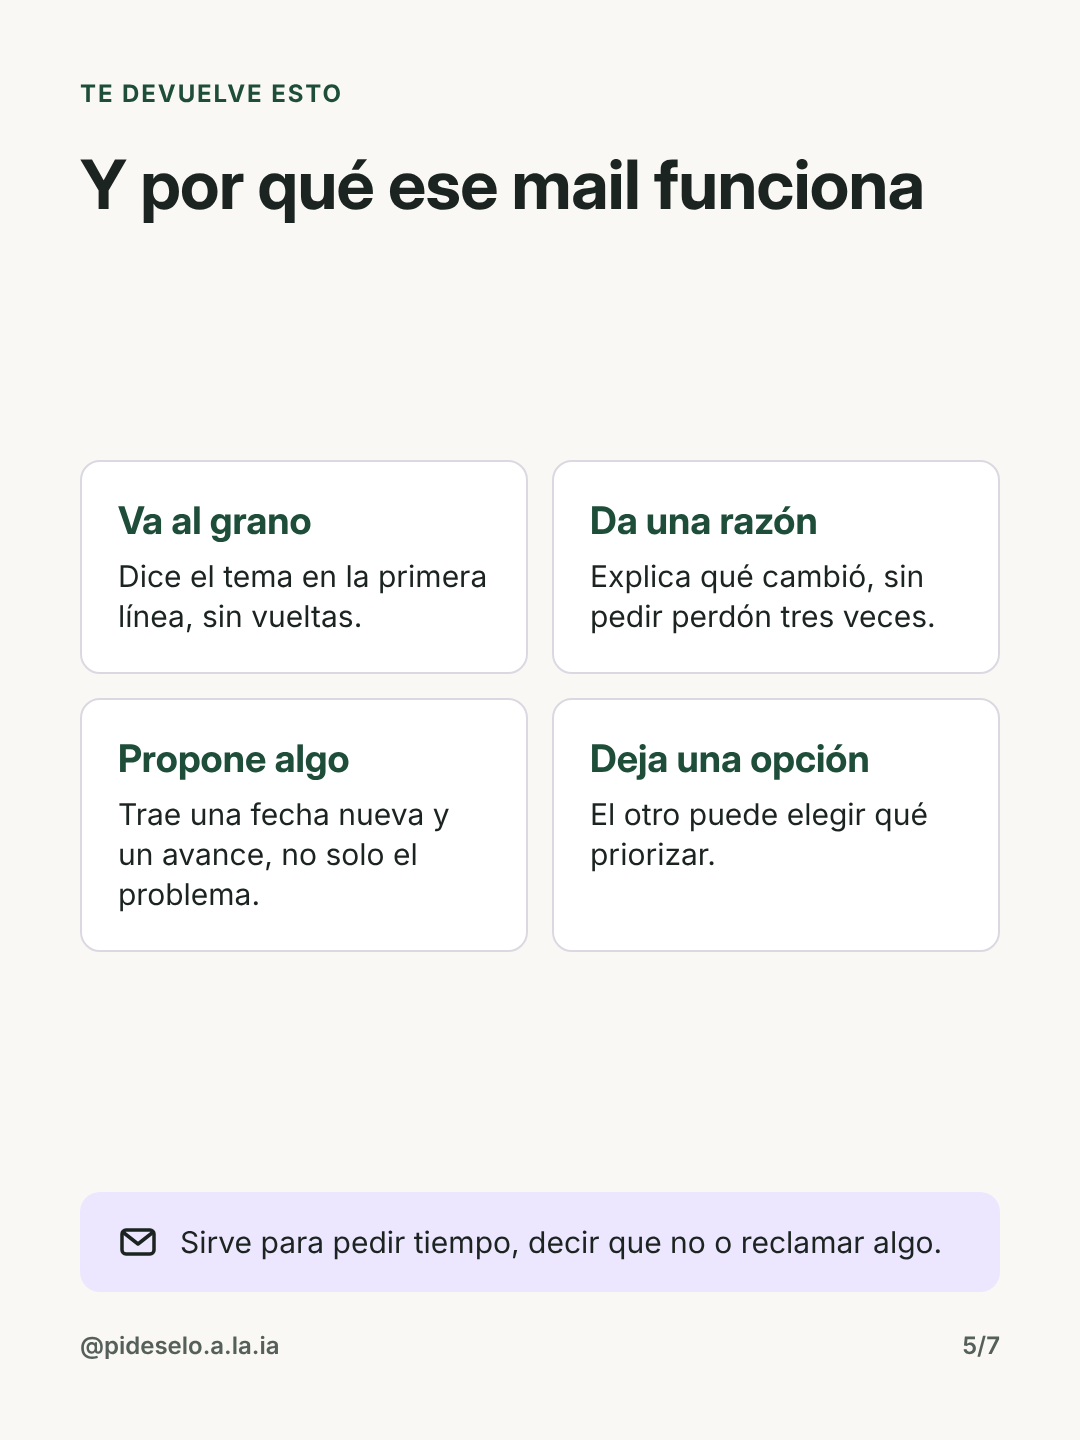 TE DEVUELVE ESTO
Y por qué ese mail funciona
Va al grano
Dice el tema en la primera
línea, sin vueltas.
Da una razón
Explica qué cambió, sin
pedir perdón tres veces.
Propone algo
Trae una fecha nueva y
un avance, no solo el
problema.
Deja una opción
El otro puede elegir qué
priorizar.
Sirve para pedir tiempo, decir que no o reclamar algo.
@pideselo.a.la.ia
5/7